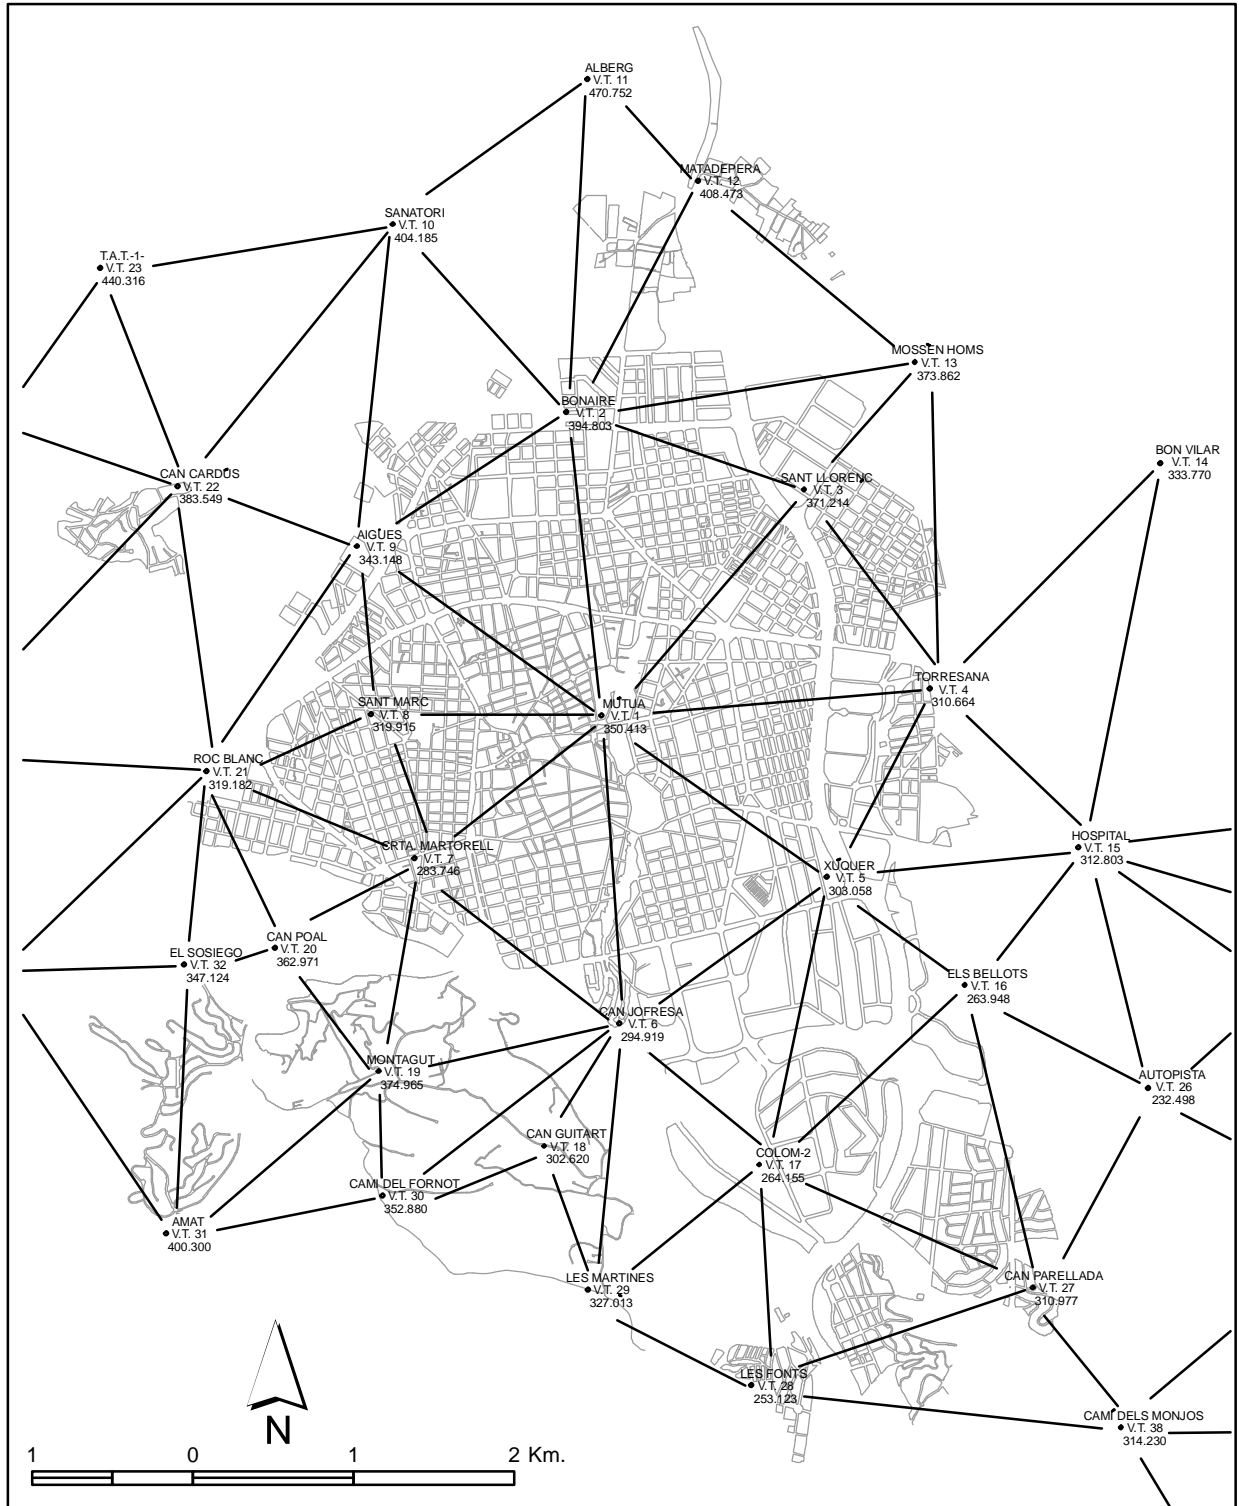 ALBERG
V.T. 11
470.752
MATADEPERA
V.T. 12
408.473
SANATORI
V.T. 10
404.185
T.A.T.-1-
V.T. 23
440.316
MOSSEN HOMS
V.T. 13
373.862
BONAIRE
V.T. 2
394.803
BON VILAR
V.T. 14
333.770
CAN CARDUS
V.T. 22
383.549
SANT LLORENC
V.T. 3
371.214
AIGUES
V.T. 9
343.148
TORRESANA
V.T. 4
310.664
SANT MARC
V.T. 8
319.915
MUTUA
V.T. 1
350.413
ROC BLANC
V.T. 21
319.182
HOSPITAL
V.T. 15
312.803
CRTA. MARTORELL
V.T. 7
283.746
XUQUER
V.T. 5
303.058
CAN POAL
V.T. 20
362.971
EL SOSIEGO
V.T. 32
347.124
ELS BELLOTS
V.T. 16
263.948
CAN JOFRESA
V.T. 6
294.919
MONTAGUT
V.T. 19
374.965
AUTOPISTA
V.T. 26
232.498
CAN GUITART
V.T. 18
302.620
COLOM-2
V.T. 17
264.155
CAMI DEL FORNOT
V.T. 30
352.880
AMAT
V.T. 31
400.300
LES MARTINES
V.T. 29
327.013
CAN PARELLADA
V.T. 27
310.977
LES FONTS
V.T. 28
253.123
CAMI DELS MONJOS
V.T. 38
314.230
N
1 0 1 2 Km.